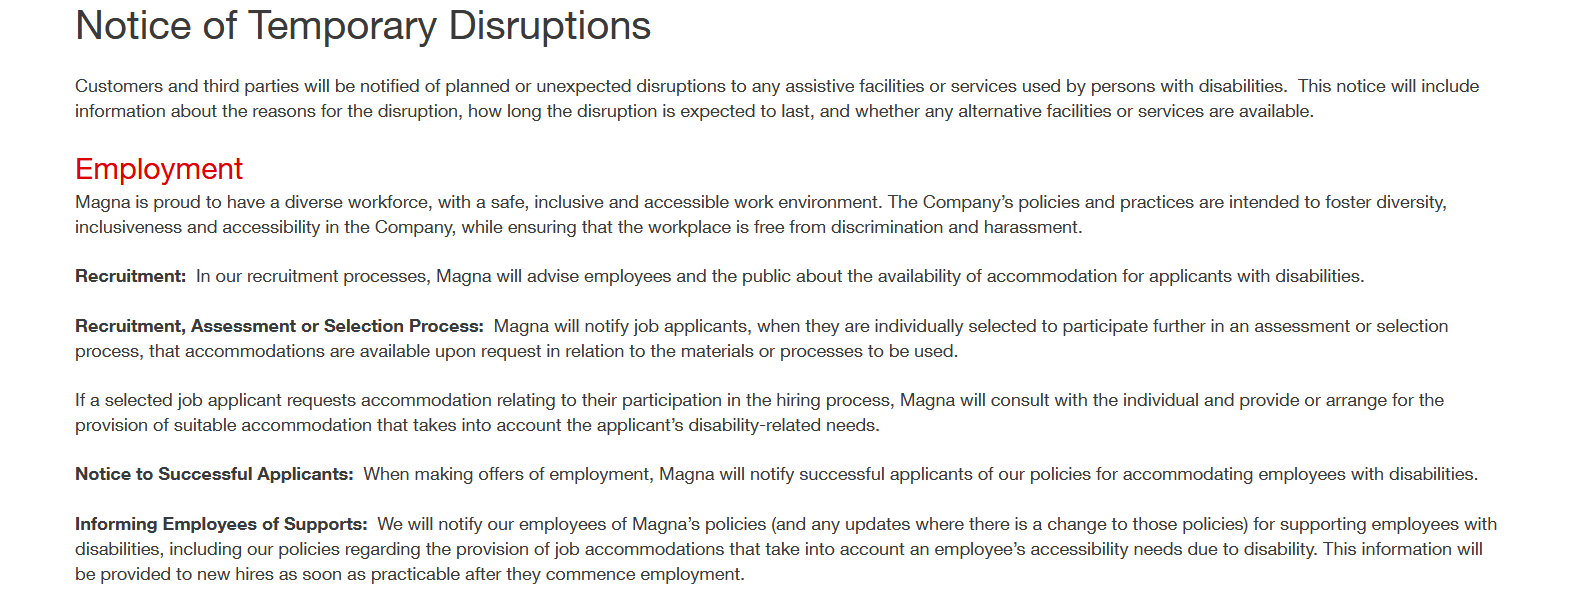 Notice of Temporary Disruptions
Customers and third parties will be notified of planned or unexpected disruptions to any assistive facilities or services used by persons with disabilities.  This notice will include
information about the reasons for the disruption, how long the disruption is expected to last, and whether any alternative facilities or services are available.
Employment
Magna is proud to have a diverse workforce, with a safe, inclusive and accessible work environment. The Company’s policies and practices are intended to foster diversity,
inclusiveness and accessibility in the Company, while ensuring that the workplace is free from discrimination and harassment.
Recruitment:  In our recruitment processes, Magna will advise employees and the public about the availability of accommodation for applicants with disabilities.
Recruitment, Assessment or Selection Process:  Magna will notify job applicants, when they are individually selected to participate further in an assessment or selection
process, that accommodations are available upon request in relation to the materials or processes to be used.
If a selected job applicant requests accommodation relating to their participation in the hiring process, Magna will consult with the individual and provide or arrange for the
provision of suitable accommodation that takes into account the applicant’s disability-related needs.
Notice to Successful Applicants:  When making offers of employment, Magna will notify successful applicants of our policies for accommodating employees with disabilities.
Informing Employees of Supports:  We will notify our employees of Magna’s policies (and any updates where there is a change to those policies) for supporting employees with
disabilities, including our policies regarding the provision of job accommodations that take into account an employee’s accessibility needs due to disability. This information will
be provided to new hires as soon as practicable after they commence employment.